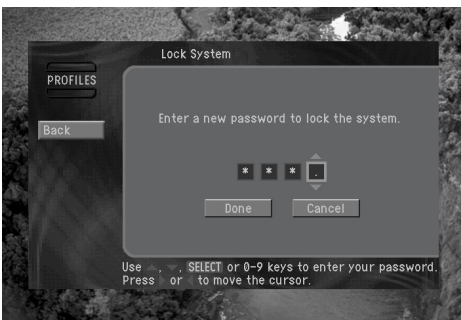 Lock System
PROFILES
Back
Enter a new password to lock the system.
* * * .
Done Cancel
Use , , SELECT or 0-9 keys to enter your password.
Press or to move the cursor.